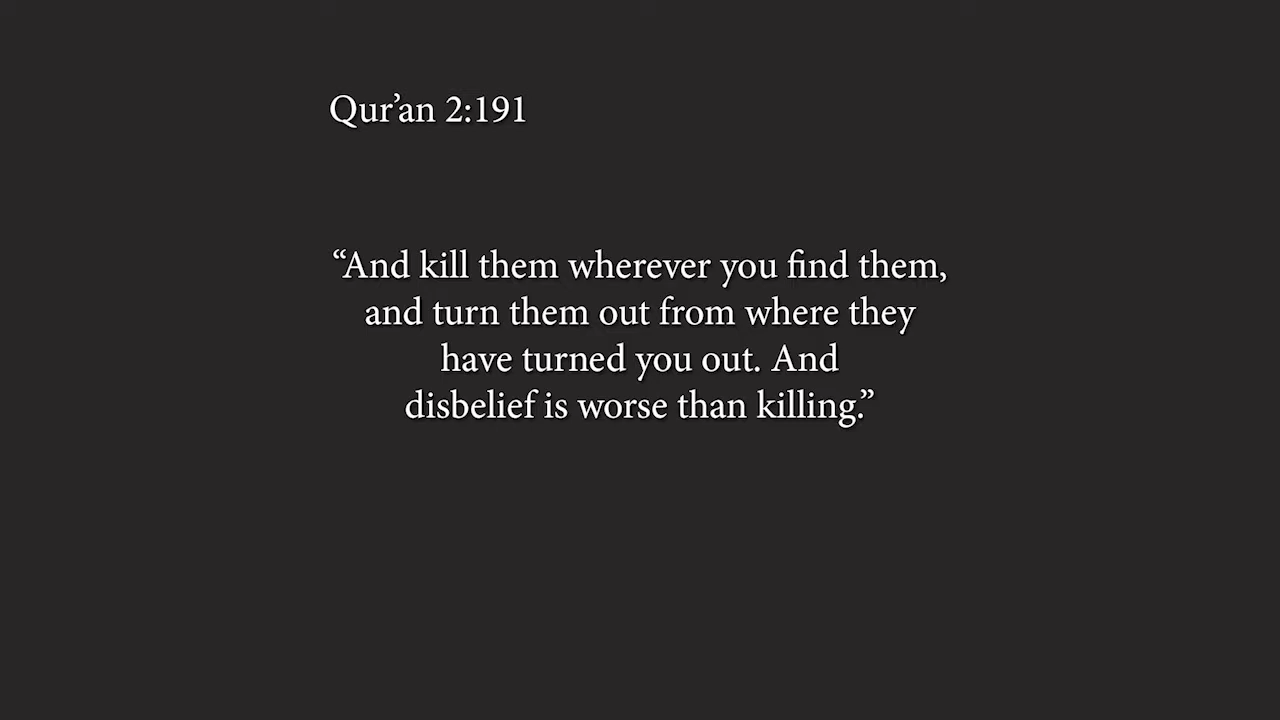 Qur’an 2:191
“And kill them wherever you find them,
and turn them out from where they
have turned you out. And
disbelief is worse than killing.”